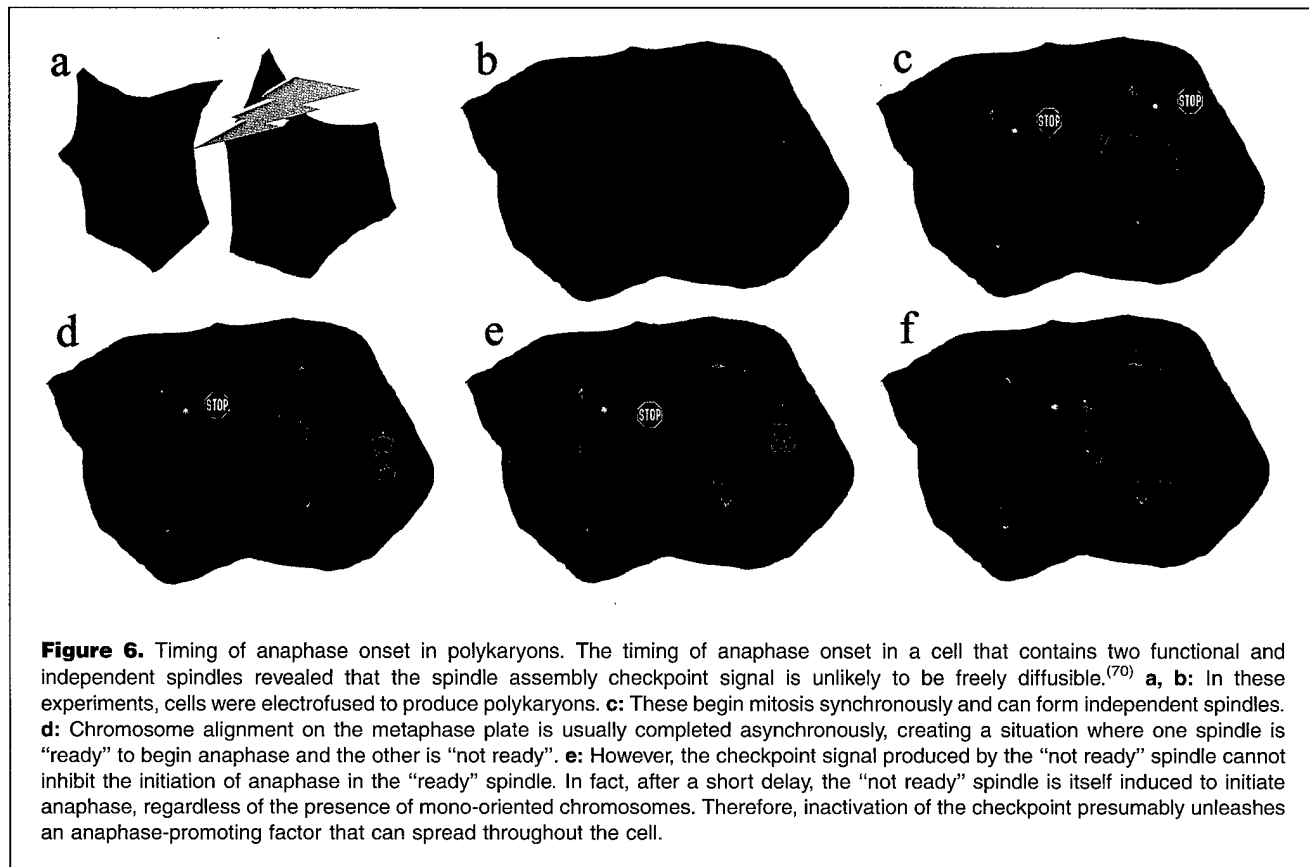 a
b
c
STOP
STOP
d
STOP
e
STOP
f
Figure 6. Timing of anaphase onset in polykaryons. The timing of anaphase onset in a cell that contains two functional and
independent spindles revealed that the spindle assembly checkpoint signal is unlikely to be freely diffusible.(70) a, b: In these
experiments, cells were electrofused to produce polykaryons. c: These begin mitosis synchronously and can form independent spindles.
d: Chromosome alignment on the metaphase plate is usually completed asynchronously, creating a situation where one spindle is
“ready” to begin anaphase and the other is “not ready”. e: However, the checkpoint signal produced by the “not ready” spindle cannot
inhibit the initiation of anaphase in the “ready” spindle. In fact, after a short delay, the “not ready” spindle is itself induced to initiate
anaphase, regardless of the presence of mono-oriented chromosomes. Therefore, inactivation of the checkpoint presumably unleashes
an anaphase-promoting factor that can spread throughout the cell.